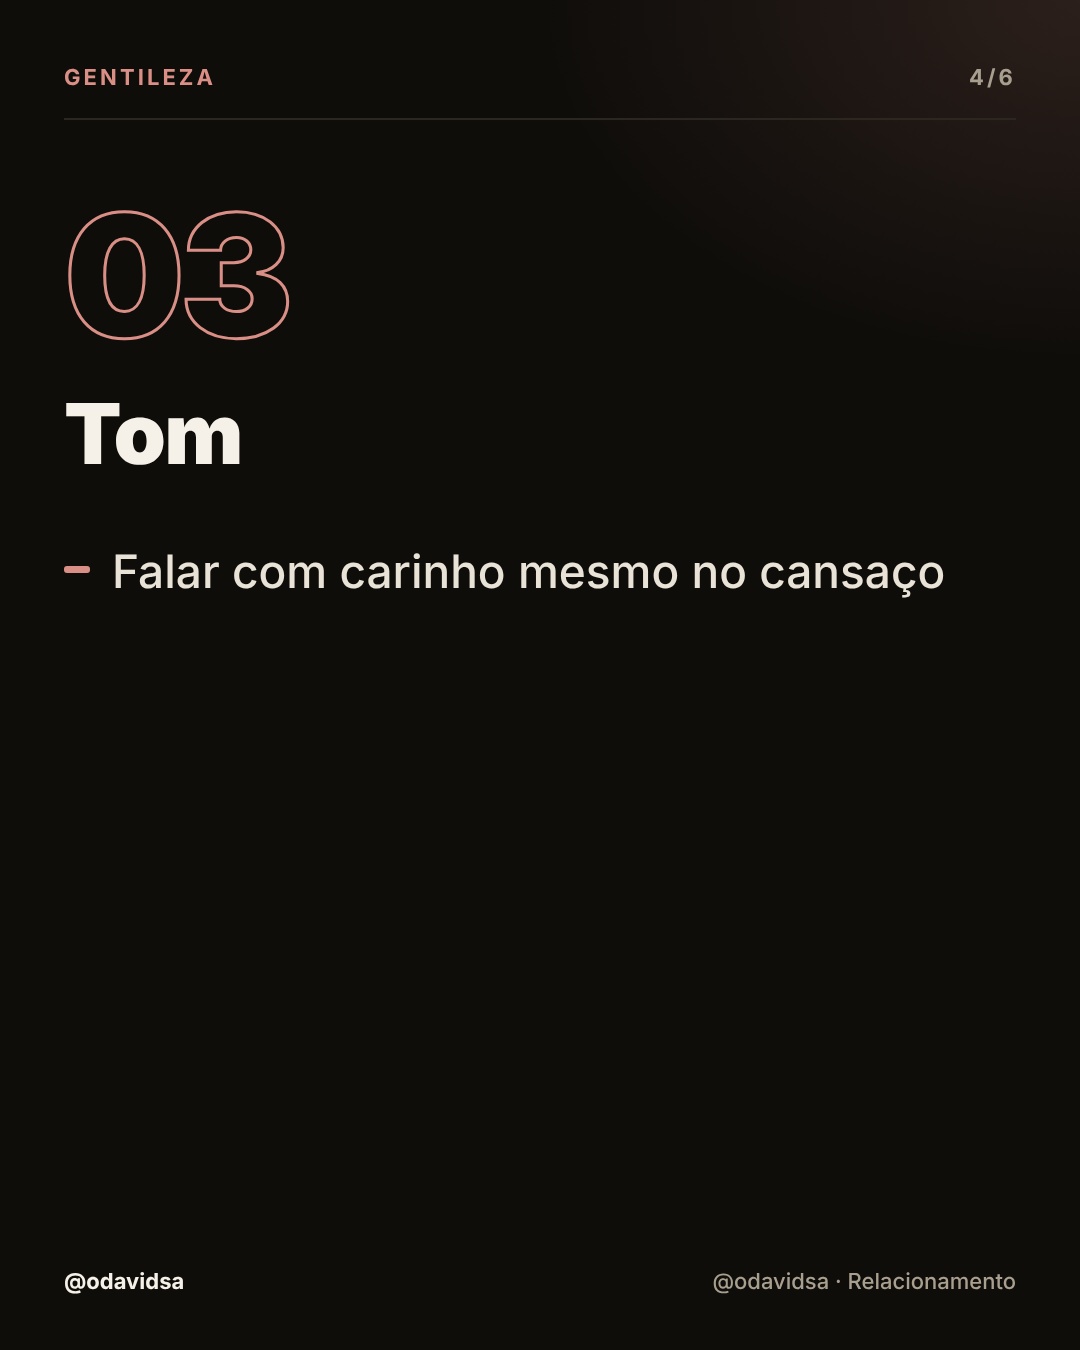 GENTILEZA
4/6
03
Tom
Falar com carinho mesmo no cansaço
@odavidsa
@odavidsa · Relacionamento